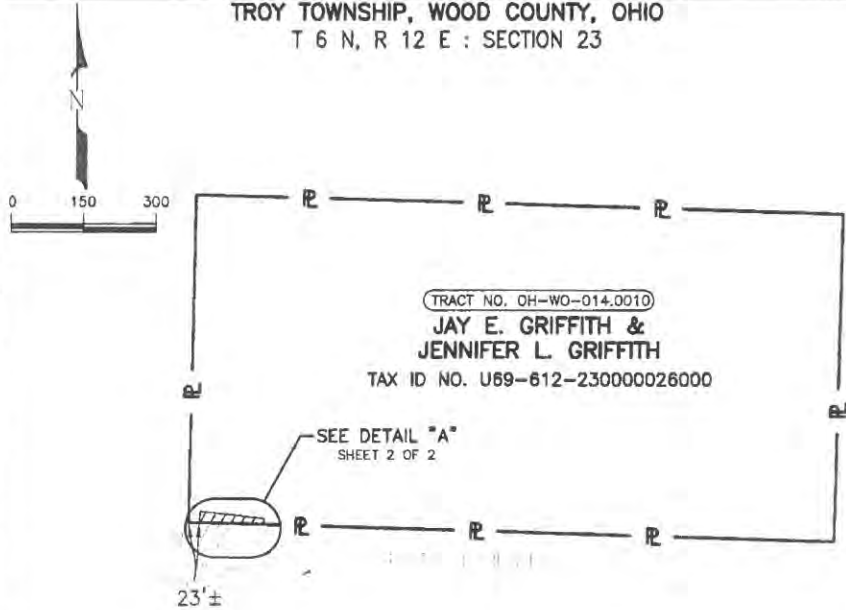 TROY TOWNSHIP, WOOD COUNTY, OHIO
T 6 N, R 12 E : SECTION 23
N
0 150 300
PL PL PL
TRACT NO. OH-WO-014.0010
JAY E. GRIFFITH &
JENNIFER L. GRIFFITH
TAX ID NO. U69-612-230000026000
PL
PL
SEE DETAIL "A"
SHEET 2 OF 2
PL PL PL
23'±